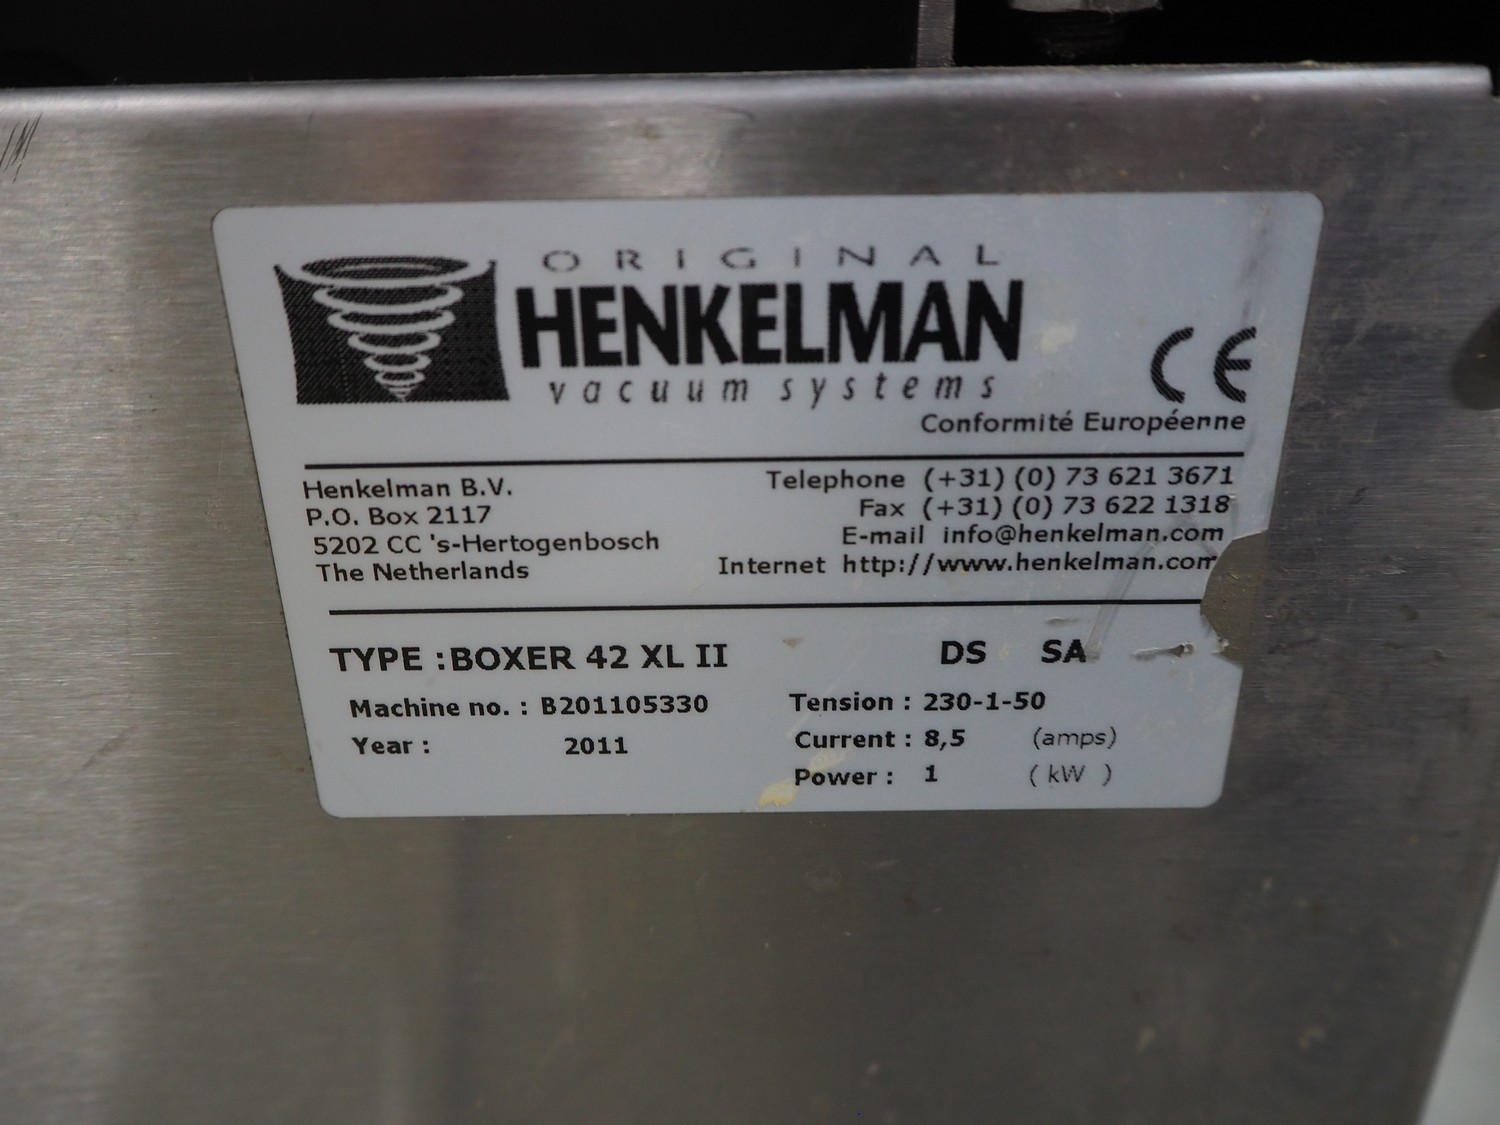 ORIGINAL
HENKELMAN
vacuum systems
CE
Conformité Européenne
Henkelman B.V.
P.O. Box 2117
5202 CC 's-Hertogenbosch
The Netherlands
Telephone (+31) (0) 73 621 3671
Fax (+31) (0) 73 622 1318
E-mail info@henkelman.com
Internet http://www.henkelman.com
TYPE :BOXER 42 XL II DS SA
Machine no. : B201105330
Year : 2011
Tension : 230-1-50
Current : 8,5 (amps)
Power : 1 ( kW )